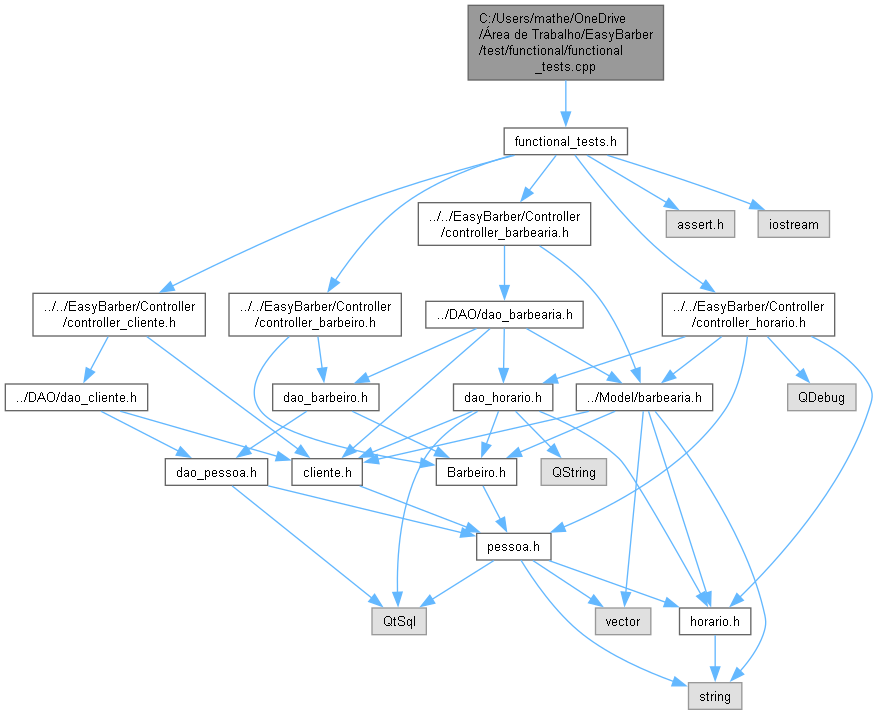 C:/Users/mathe/OneDrive
/Área de Trabalho/EasyBarber
/test/functional/functional
_tests.cpp
functional_tests.h
../../EasyBarber/Controller
/controller_barbearia.h
assert.h
iostream
../../EasyBarber/Controller
/controller_cliente.h
../../EasyBarber/Controller
/controller_barbeiro.h
../DAO/dao_barbearia.h
../../EasyBarber/Controller
/controller_horario.h
../DAO/dao_cliente.h
dao_barbeiro.h
dao_horario.h
../Model/barbearia.h
QDebug
dao_pessoa.h
cliente.h
Barbeiro.h
QString
pessoa.h
QtSql
vector
horario.h
string